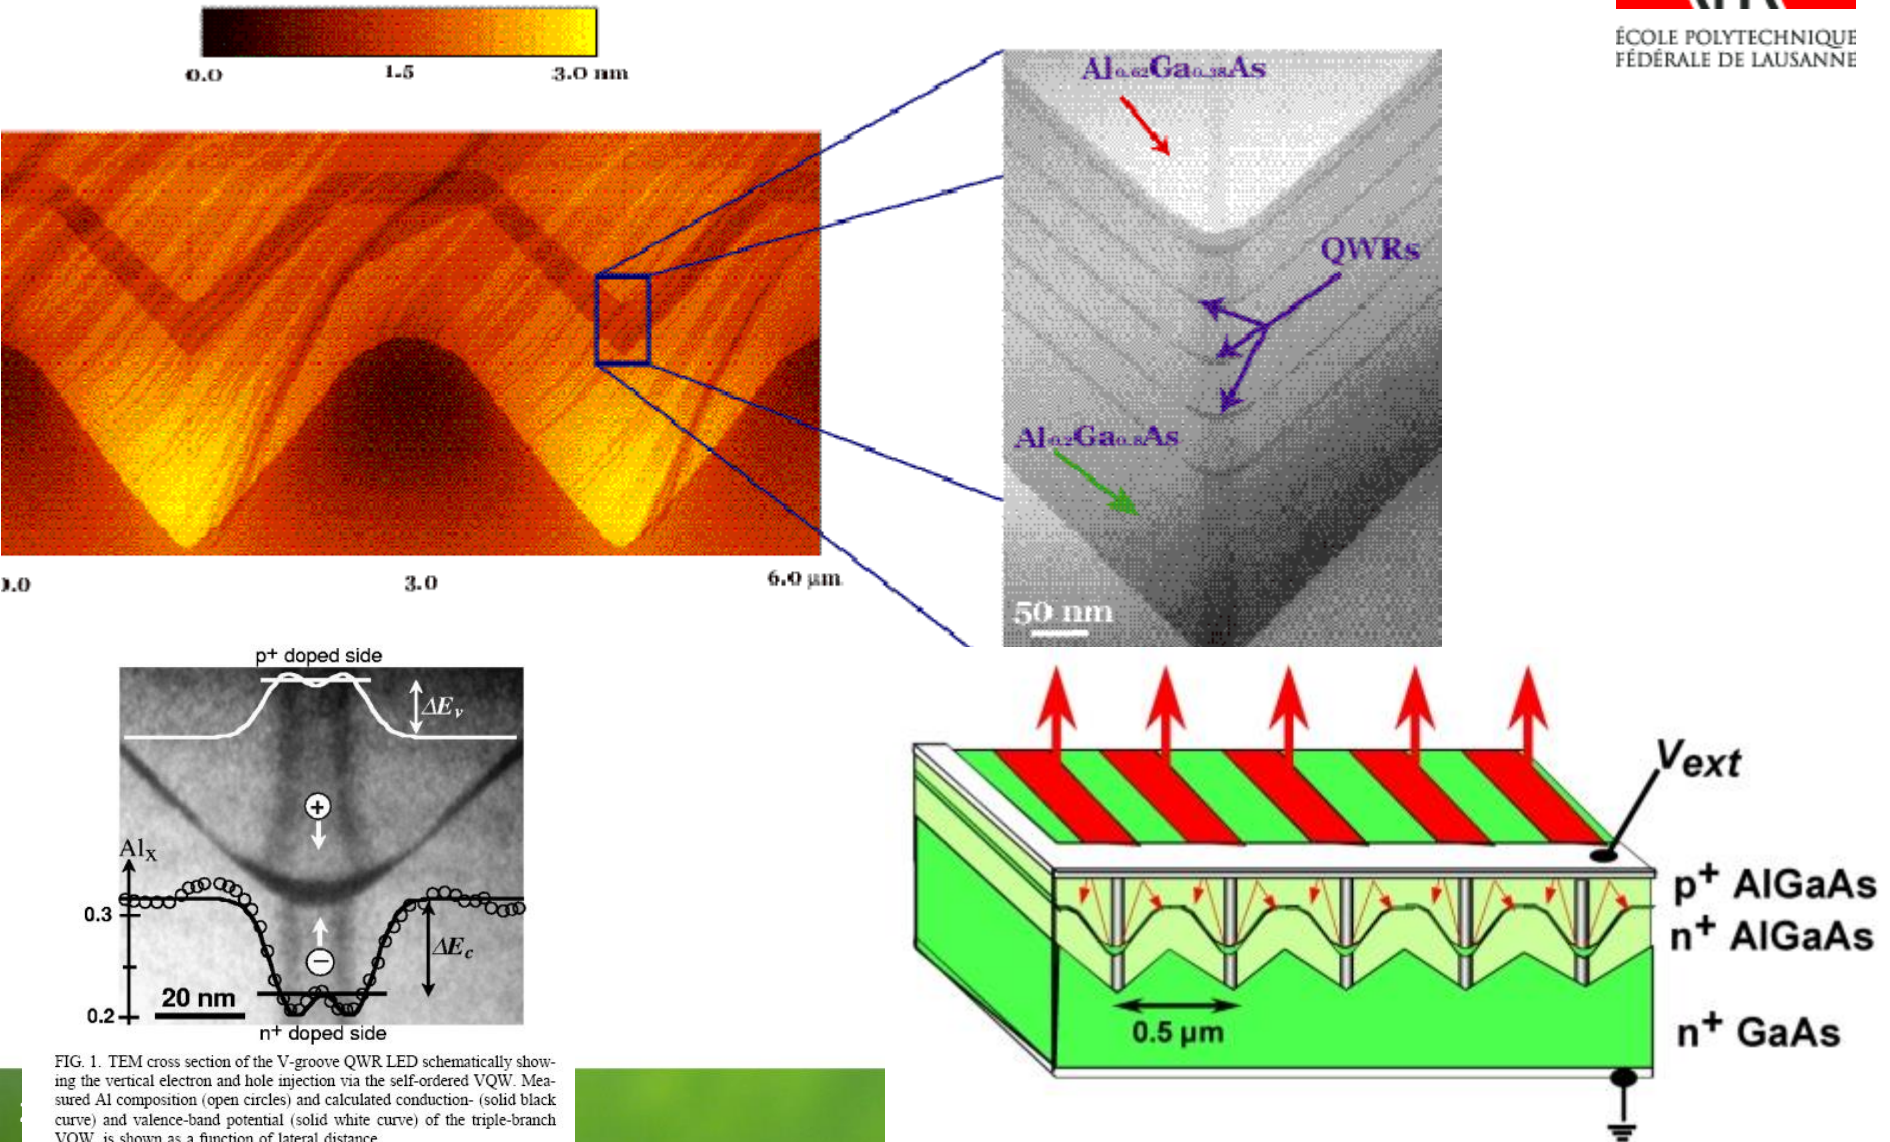 0.0 1.5 3.0 nm
ÉCOLE POLYTECHNIQUE
FÉDÉRALE DE LAUSANNE
Al0.62Ga0.38As
QWRs
Al0.2Ga0.8As
50 nm
3.0 6.0 µm
p+ doped side
ΔEv
+
AlX
0.3
ΔEc
−
20 nm
0.2
n+ doped side
FIG. 1. TEM cross section of the V-groove QWR LED schematically show-
ing the vertical electron and hole injection via the self-ordered VQW. Mea-
sured Al composition (open circles) and calculated conduction- (solid black
curve) and valence-band potential (solid white curve) of the triple-branch
VQW, is shown as a function of lateral distance.
Vext
p+ AlGaAs
n+ AlGaAs
0.5 µm
n+ GaAs